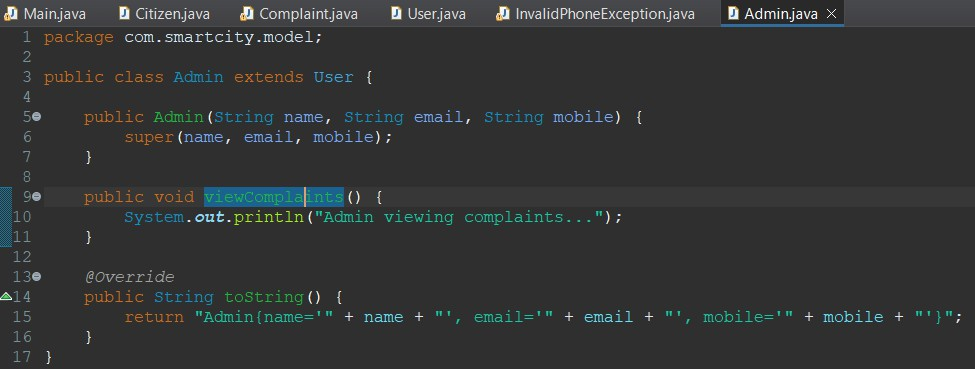 Main.java Citizen.java Complaint.java User.java InvalidPhoneException.java Admin.java ×
1 package com.smartcity.model;
2
3 public class Admin extends User {
4
5 public Admin(String name, String email, String mobile) {
6 super(name, email, mobile);
7 }
8
9 public void viewComplaints() {
10 System.out.println("Admin viewing complaints...");
11 }
12
13 @Override
14 public String toString() {
15 return "Admin{name='" + name + "', email='" + email + "', mobile='" + mobile + "'}";
16 }
17 }